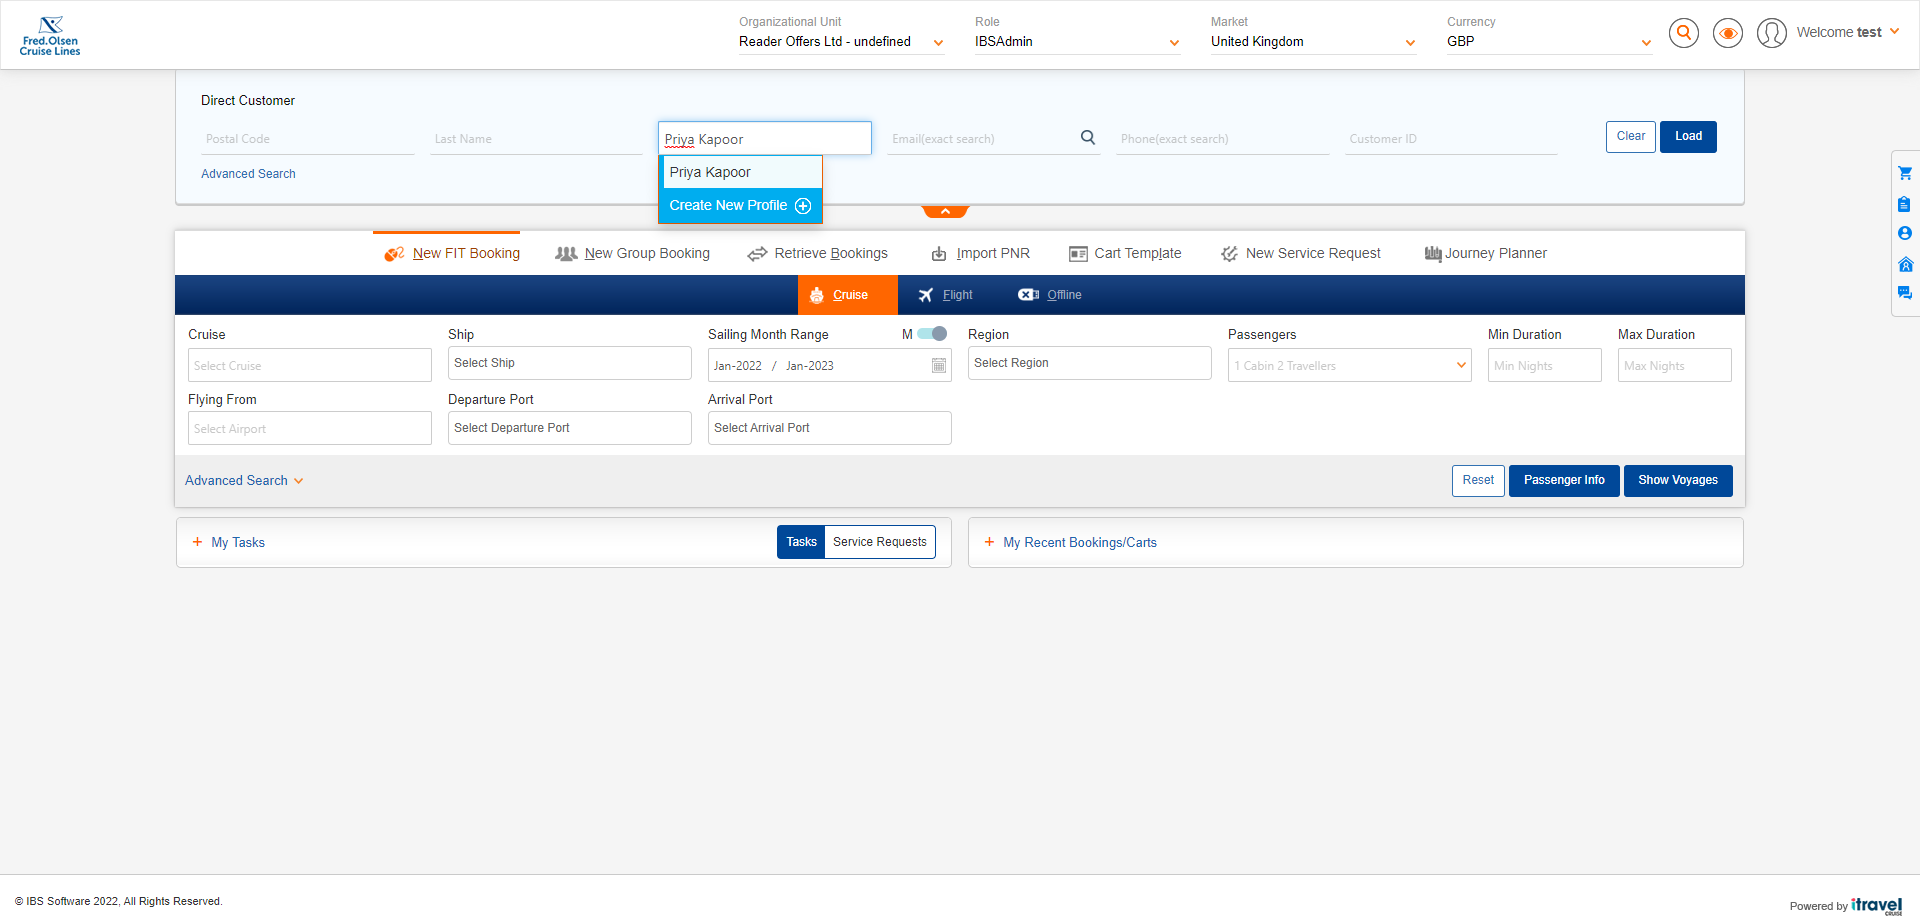 Fred.Olsen
Cruise Lines
Organizational Unit
Reader Offers Ltd - undefined
Role
IBSAdmin
Market
United Kingdom
Currency
GBP
Welcome test
Direct Customer
Postal Code
Last Name
Priya Kapoor
Email(exact search)
Phone(exact search)
Customer ID
Clear
Load
Advanced Search
Priya Kapoor
Create New Profile
New FIT Booking
New Group Booking
Retrieve Bookings
Import PNR
Cart Template
New Service Request
Journey Planner
Cruise
Flight
Offline
Cruise
Select Cruise
Ship
Select Ship
Sailing Month Range
M
Jan-2022 / Jan-2023
Region
Select Region
Passengers
1 Cabin 2 Travellers
Min Duration
Min Nights
Max Duration
Max Nights
Flying From
Select Airport
Departure Port
Select Departure Port
Arrival Port
Select Arrival Port
Advanced Search
Reset
Passenger Info
Show Voyages
+ My Tasks
Tasks
Service Requests
+ My Recent Bookings/Carts
© IBS Software 2022, All Rights Reserved.
Powered by itravel
CRUISE